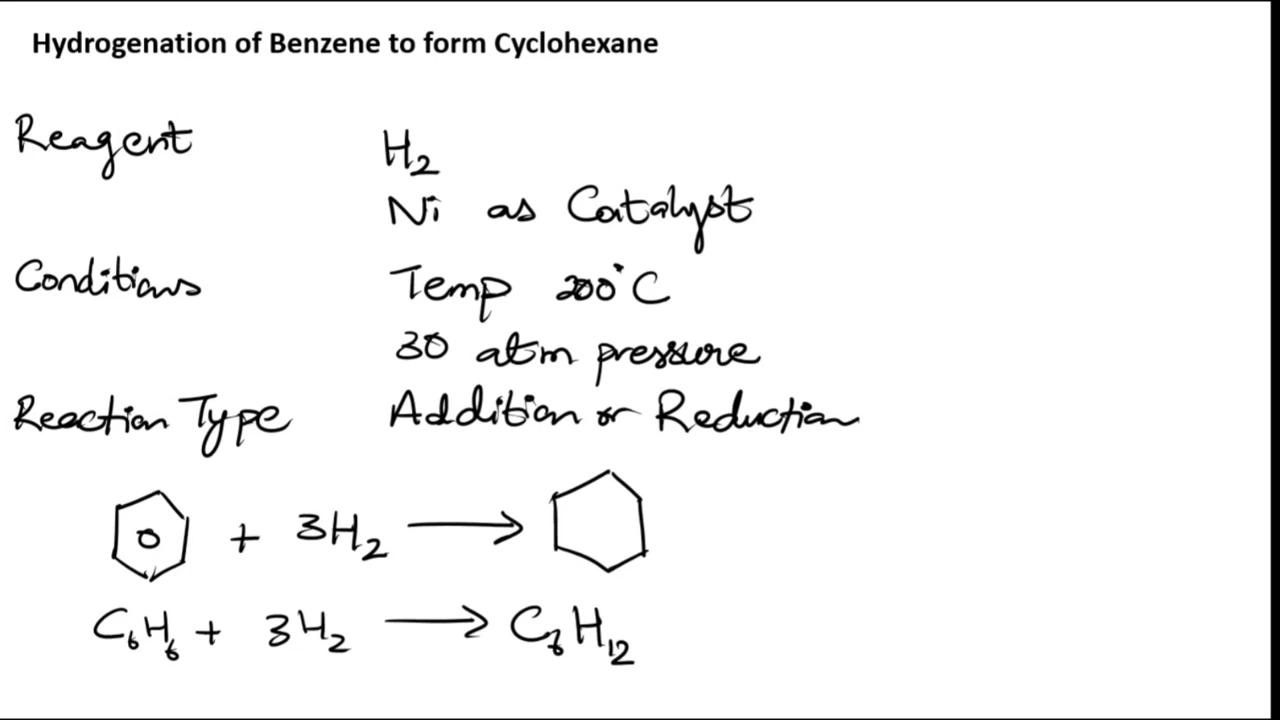 Hydrogenation of Benzene to form Cyclohexane
Reagent H₂
Ni as Catalyst
Conditions Temp 200°C
30 atm pressure
Reaction Type Addition or Reduction
+ 3H₂ ⟶
C₆H₆ + 3H₂ ⟶ C₆H₁₂